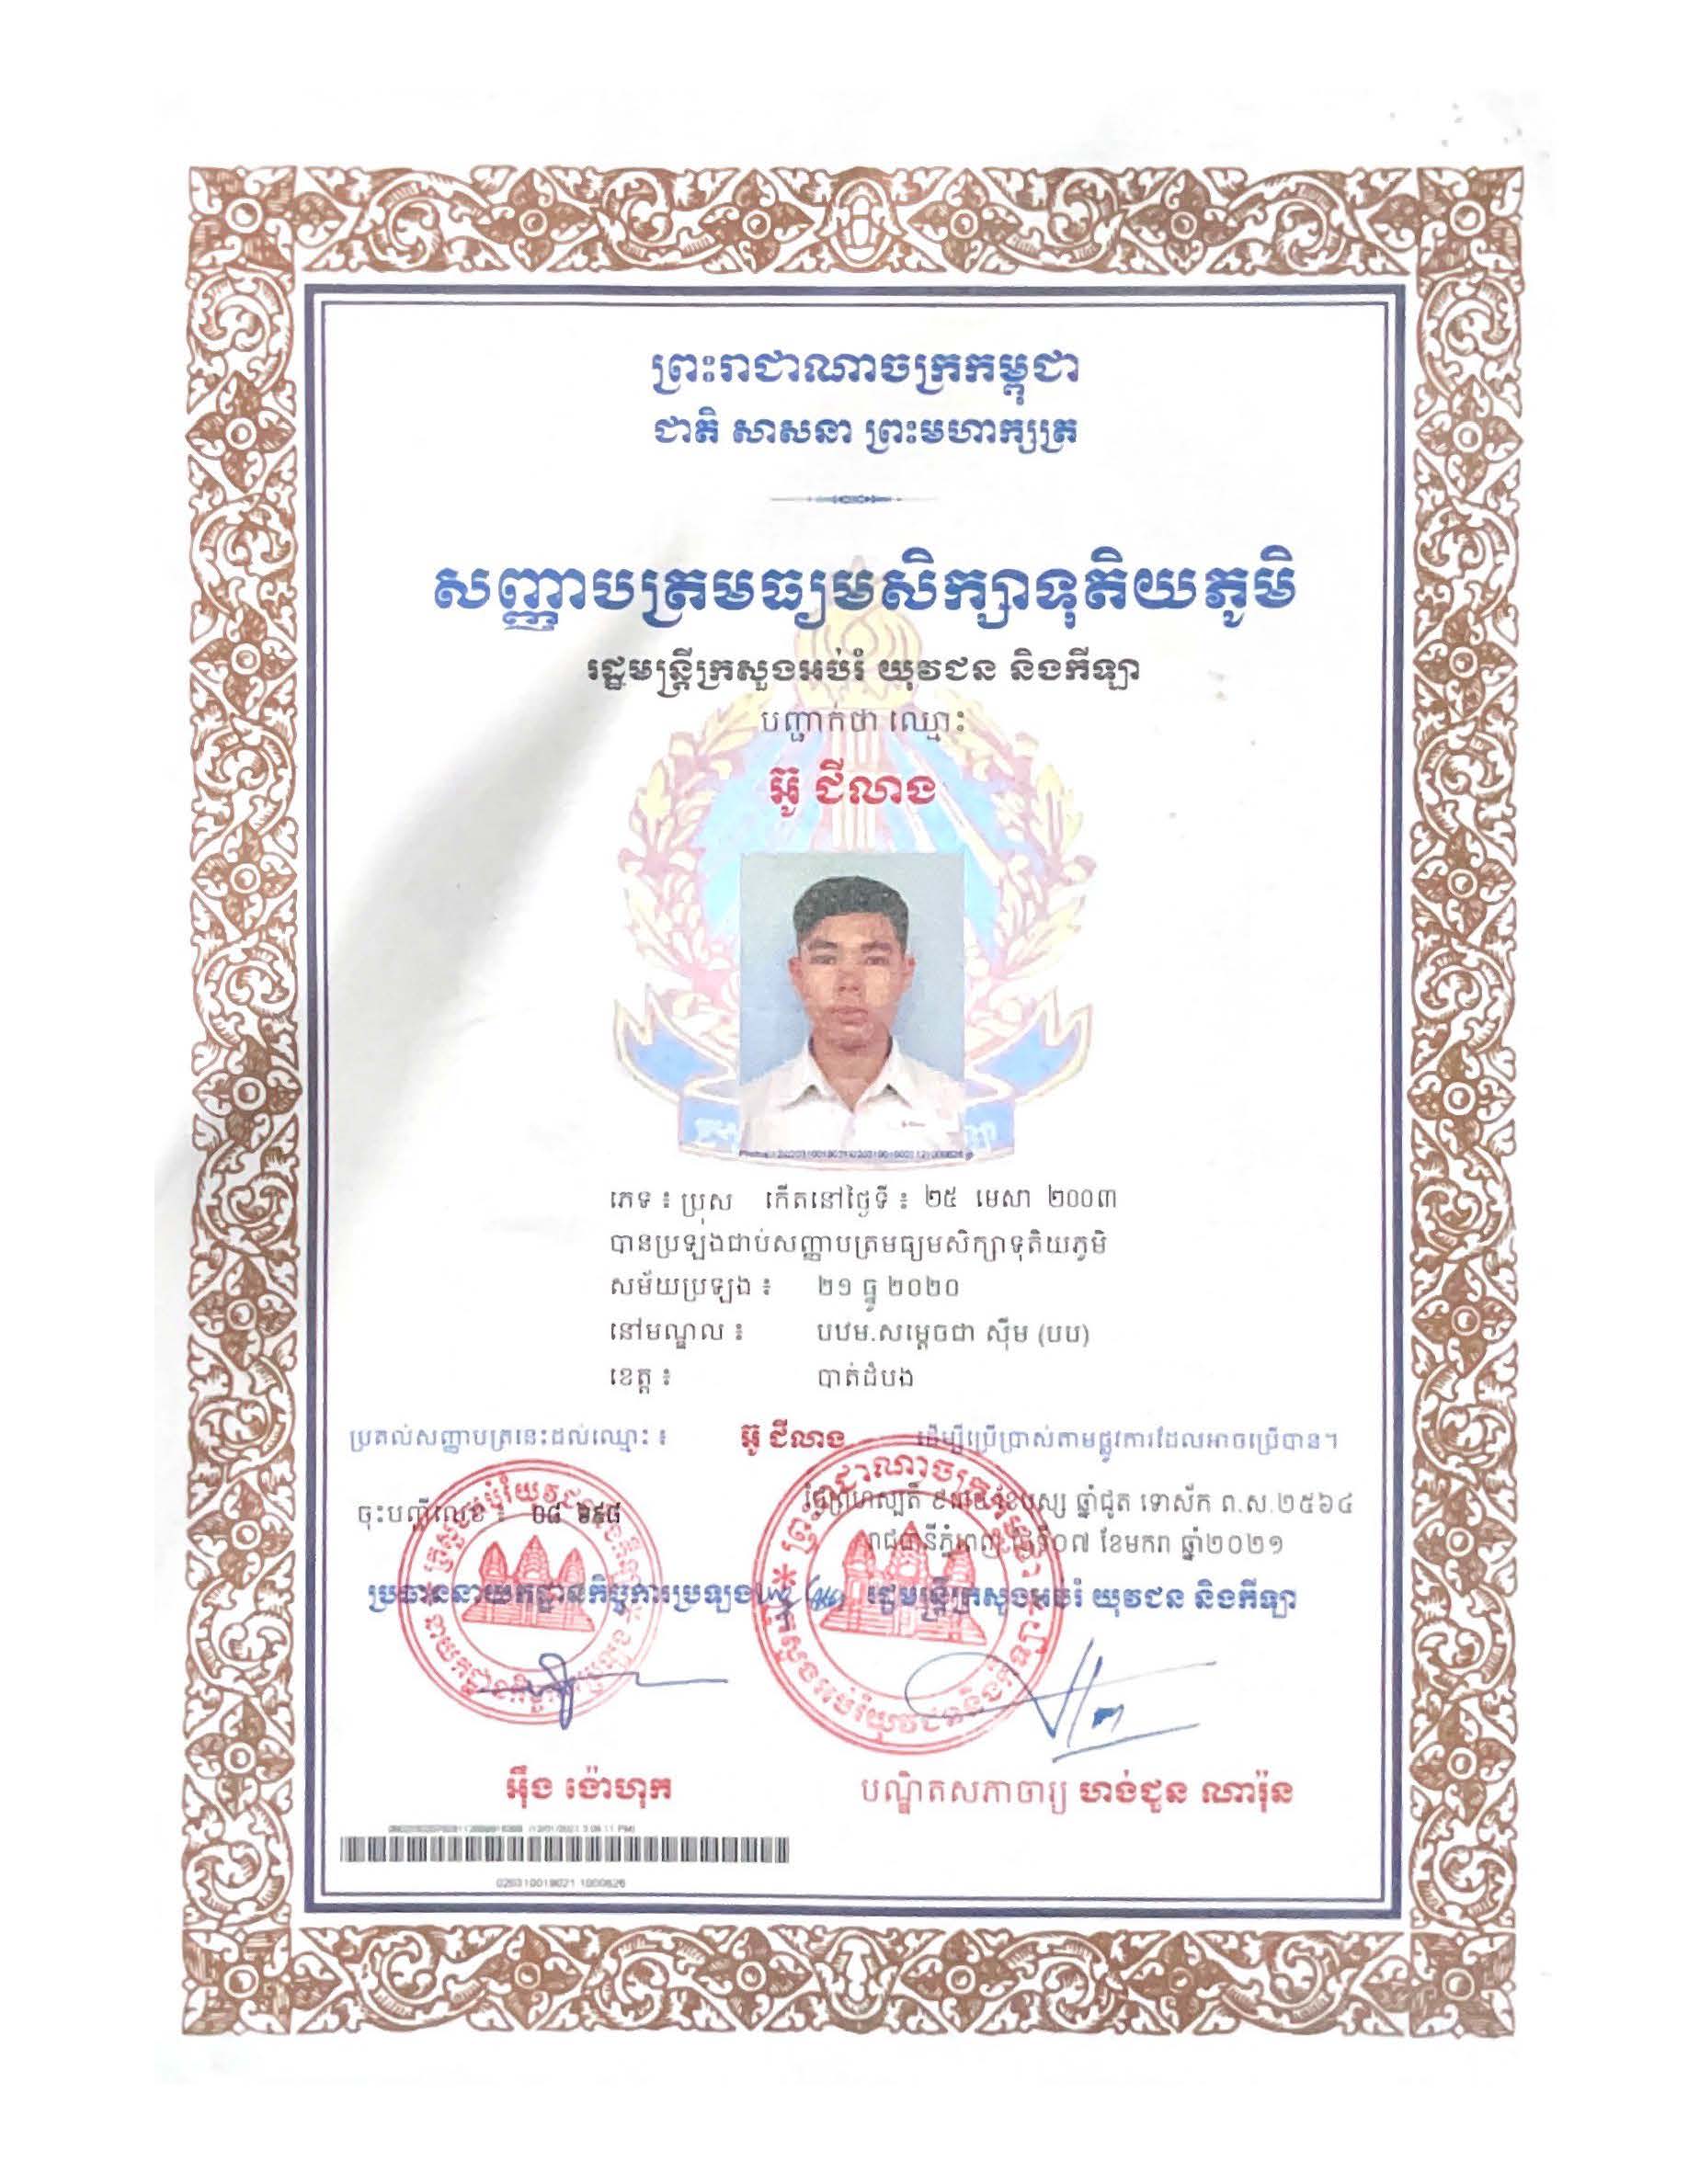 ព្រះរាជាណាចក្រកម្ពុជា
ជាតិ សាសនា ព្រះមហាក្សត្រ
សញ្ញាបត្រមធ្យមសិក្សាទុតិយភូមិ
រដ្ឋមន្ត្រីក្រសួងអប់រំ យុវជន និងកីឡា
បញ្ជាក់ថា ឈ្មោះ
អ៊ូ ជីលាង
ភេទ ៖ ប្រុស កើតនៅថ្ងៃទី ៖ ២៥ មេសា ២០០៣
បានប្រឡងជាប់សញ្ញាបត្រមធ្យមសិក្សាទុតិយភូមិ
សម័យប្រឡង ៖ ២១ ធ្នូ ២០២០
នៅមណ្ឌល ៖ បឋម.សម្តេចជា ស៊ីម (បប)
ខេត្ត ៖ បាត់ដំបង
ប្រគល់សញ្ញាបត្រនេះដល់ឈ្មោះ ៖ អ៊ូ ជីលាង ដើម្បីប្រើប្រាស់តាមផ្លូវការដែលអាចប្រើបាន។
ថ្ងៃព្រហស្បតិ៍ ខែបុស្ស ឆ្នាំជូត ទោស័ក ព.ស.២៥៦៤
ចុះបញ្ជីលេខ ៖ ០៨ ៦៩៨
រាជធានីភ្នំពេញ ថ្ងៃទី០៧ ខែមករា ឆ្នាំ២០២១
ប្រធាននាយកដ្ឋានកិច្ចការប្រឡង រដ្ឋមន្ត្រីក្រសួងអប់រំ យុវជន និងកីឡា
អ៊ឹង ង៉ោហុក បណ្ឌិតសភាចារ្យ ហង់ជួន ណារ៉ុន